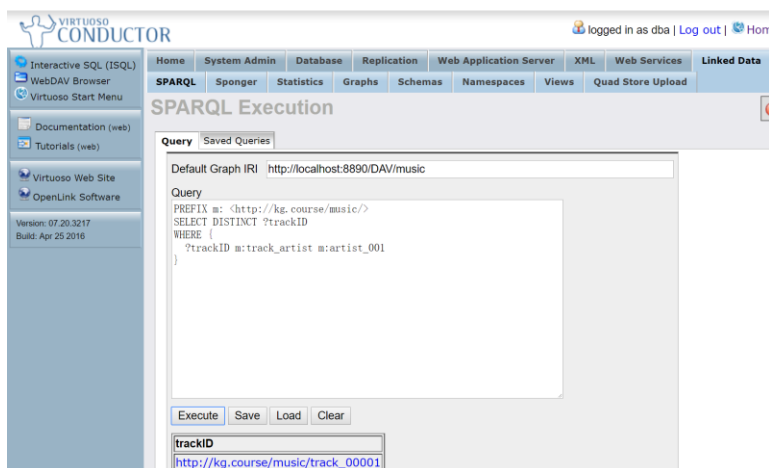 VIRTUOSO
CONDUCTOR
logged in as dba | Log out | Hom
Interactive SQL (ISQL)
WebDAV Browser
Virtuoso Start Menu
Documentation (web)
Tutorials (web)
Virtuoso Web Site
OpenLink Software
Version: 07.20.3217
Build: Apr 25 2016
Home System Admin Database Replication Web Application Server XML Web Services Linked Data
SPARQL Sponger Statistics Graphs Schemas Namespaces Views Quad Store Upload
SPARQL Execution
Query Saved Queries
Default Graph IRI http://localhost:8890/DAV/music
Query
PREFIX m: <http://kg.course/music/>
SELECT DISTINCT ?trackID
WHERE {
?trackID m:track_artist m:artist_001
}
Execute Save Load Clear
trackID
http://kg.course/music/track_00001